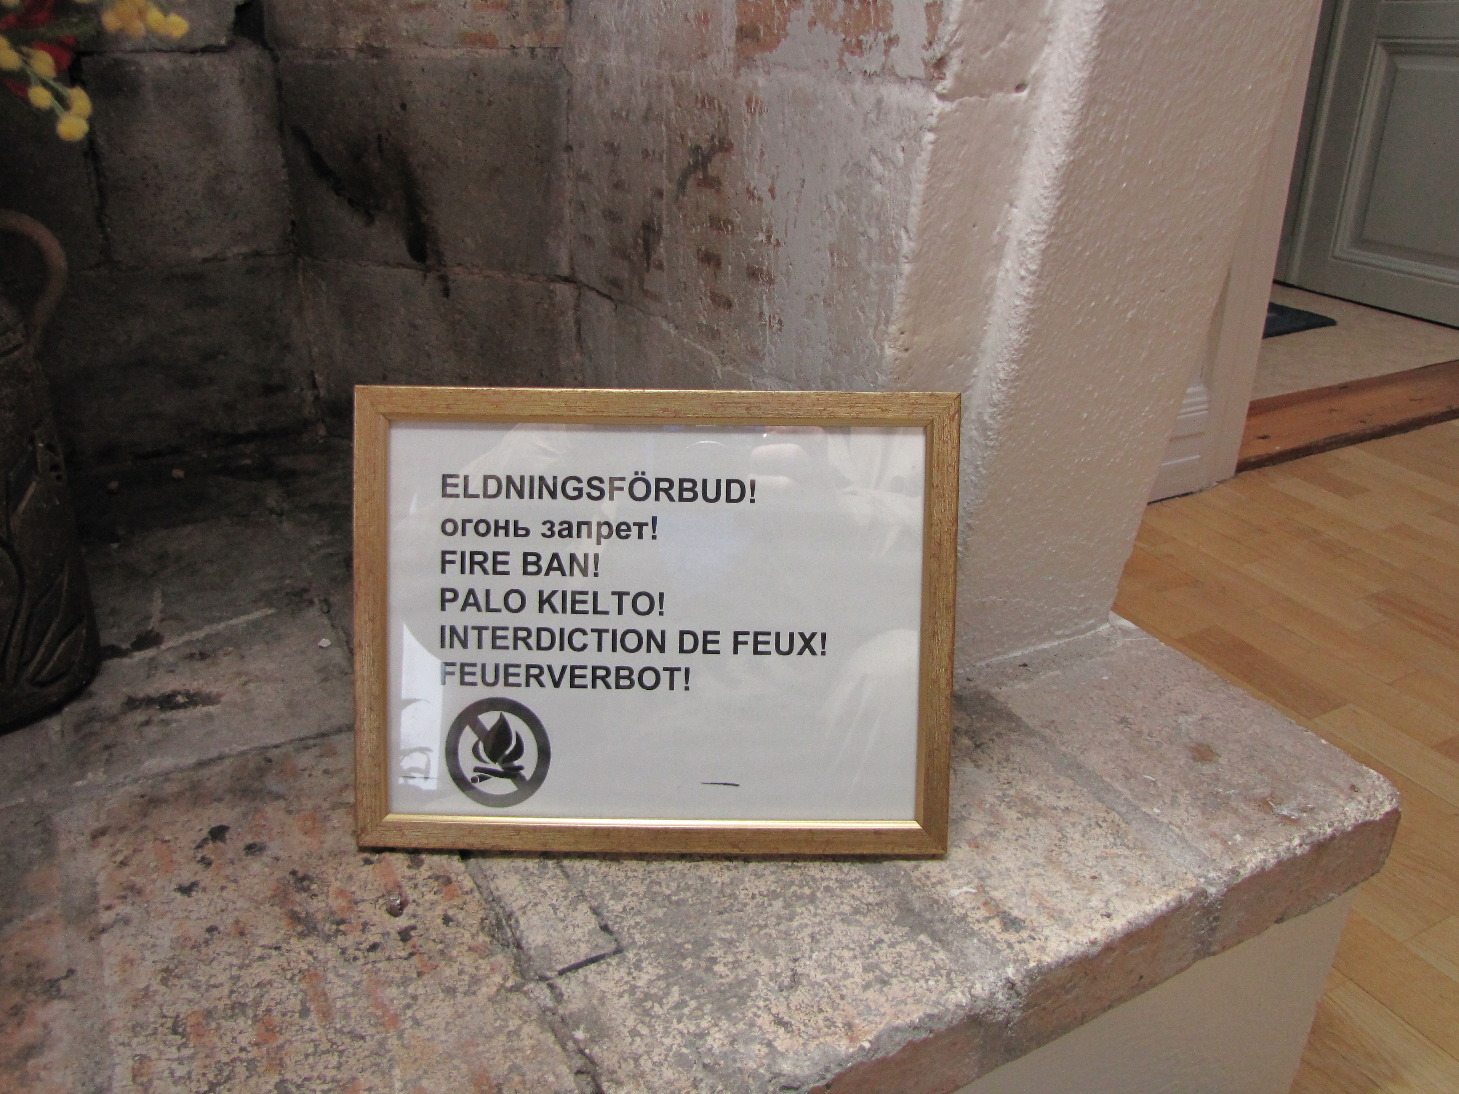 ELDNINGSFÖRBUD!
огонь запрет!
FIRE BAN!
PALO KIELTO!
INTERDICTION DE FEUX!
FEUERVERBOT!